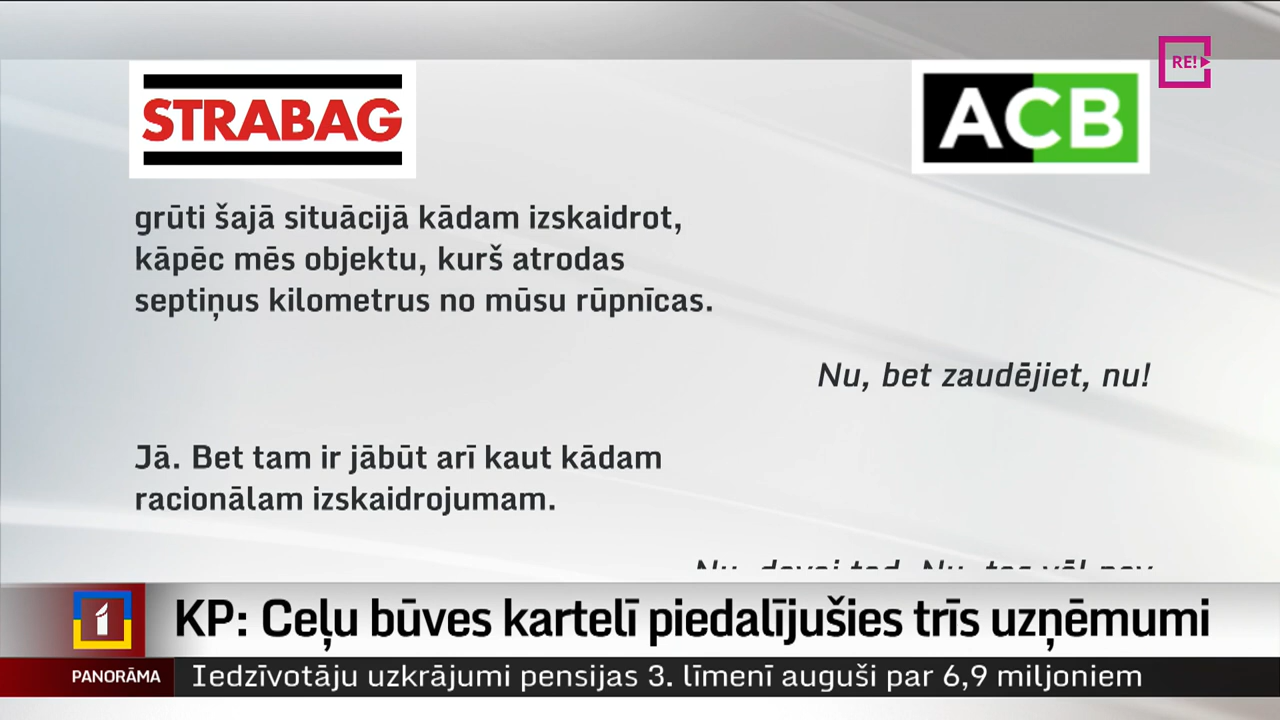 STRABAG
ACB
RE!
grūti šajā situācijā kādam izskaidrot,
kāpēc mēs objektu, kurš atrodas
septiņus kilometrus no mūsu rūpnīcas.
Nu, bet zaudējiet, nu!
Jā. Bet tam ir jābūt arī kaut kādam
racionālam izskaidrojumam.
1
KP: Ceļu būves kartelī piedalījušies trīs uzņēmumi
PANORĀMA
Iedzīvotāju uzkrājumi pensijas 3. līmenī auguši par 6,9 miljoniem